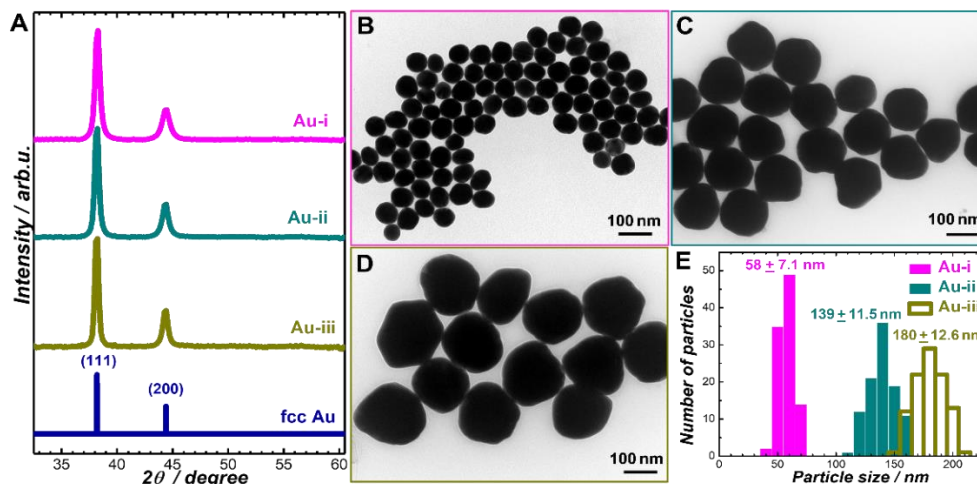 A
Au-i
Au-ii
Au-iii
(111)
(200)
fcc Au
Intensity / arb.u.
35 40 45 50 55 60
2θ / degree
B
100 nm
C
100 nm
D
100 nm
E
58 ± 7.1 nm
Au-i
Au-ii
Au-iii
139 ± 11.5 nm
180 ± 12.6 nm
Number of particles
50
40
30
20
10
0
0 50 100 150 200
Particle size / nm